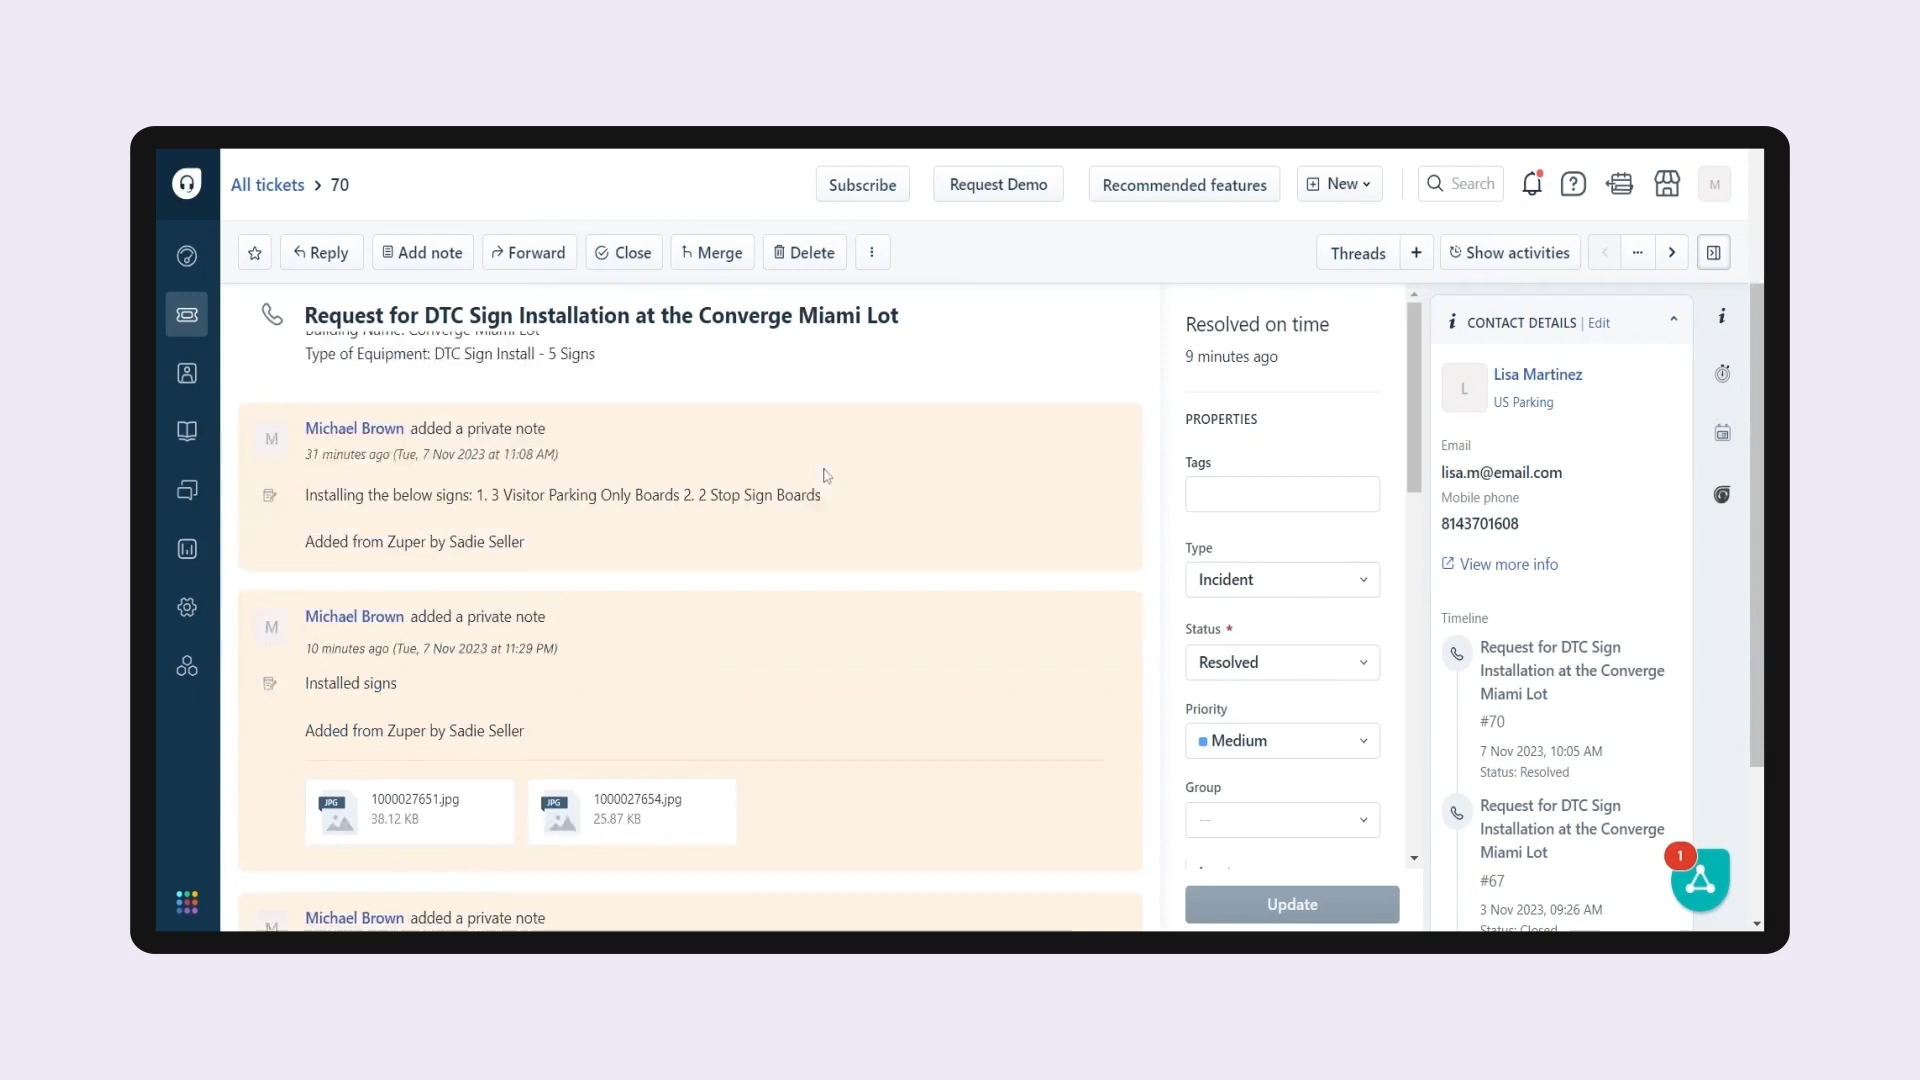 All tickets > 70
Subscribe
Request Demo
Recommended features
New
Search
M
Reply
Add note
Forward
Close
Merge
Delete
Threads
+
Show activities
Request for DTC Sign Installation at the Converge Miami Lot
Building Name: Converge Miami Lot
Type of Equipment: DTC Sign Install - 5 Signs
M
Michael Brown added a private note
31 minutes ago (Tue, 7 Nov 2023 at 11:08 AM)
Installing the below signs: 1. 3 Visitor Parking Only Boards 2. 2 Stop Sign Boards
Added from Zuper by Sadie Seller
M
Michael Brown added a private note
10 minutes ago (Tue, 7 Nov 2023 at 11:29 PM)
Installed signs
Added from Zuper by Sadie Seller
JPG
1000027651.jpg
38.12 KB
JPG
1000027654.jpg
25.87 KB
M
Michael Brown added a private note
Resolved on time
9 minutes ago
PROPERTIES
Tags
Type
Incident
Status *
Resolved
Priority
Medium
Group
--
Update
i CONTACT DETAILS | Edit
L
Lisa Martinez
US Parking
Email
lisa.m@email.com
Mobile phone
8143701608
View more info
Timeline
Request for DTC Sign
Installation at the Converge
Miami Lot
#70
7 Nov 2023, 10:05 AM
Status: Resolved
Request for DTC Sign
Installation at the Converge
Miami Lot
#67
3 Nov 2023, 09:26 AM
Status: Closed
i
1